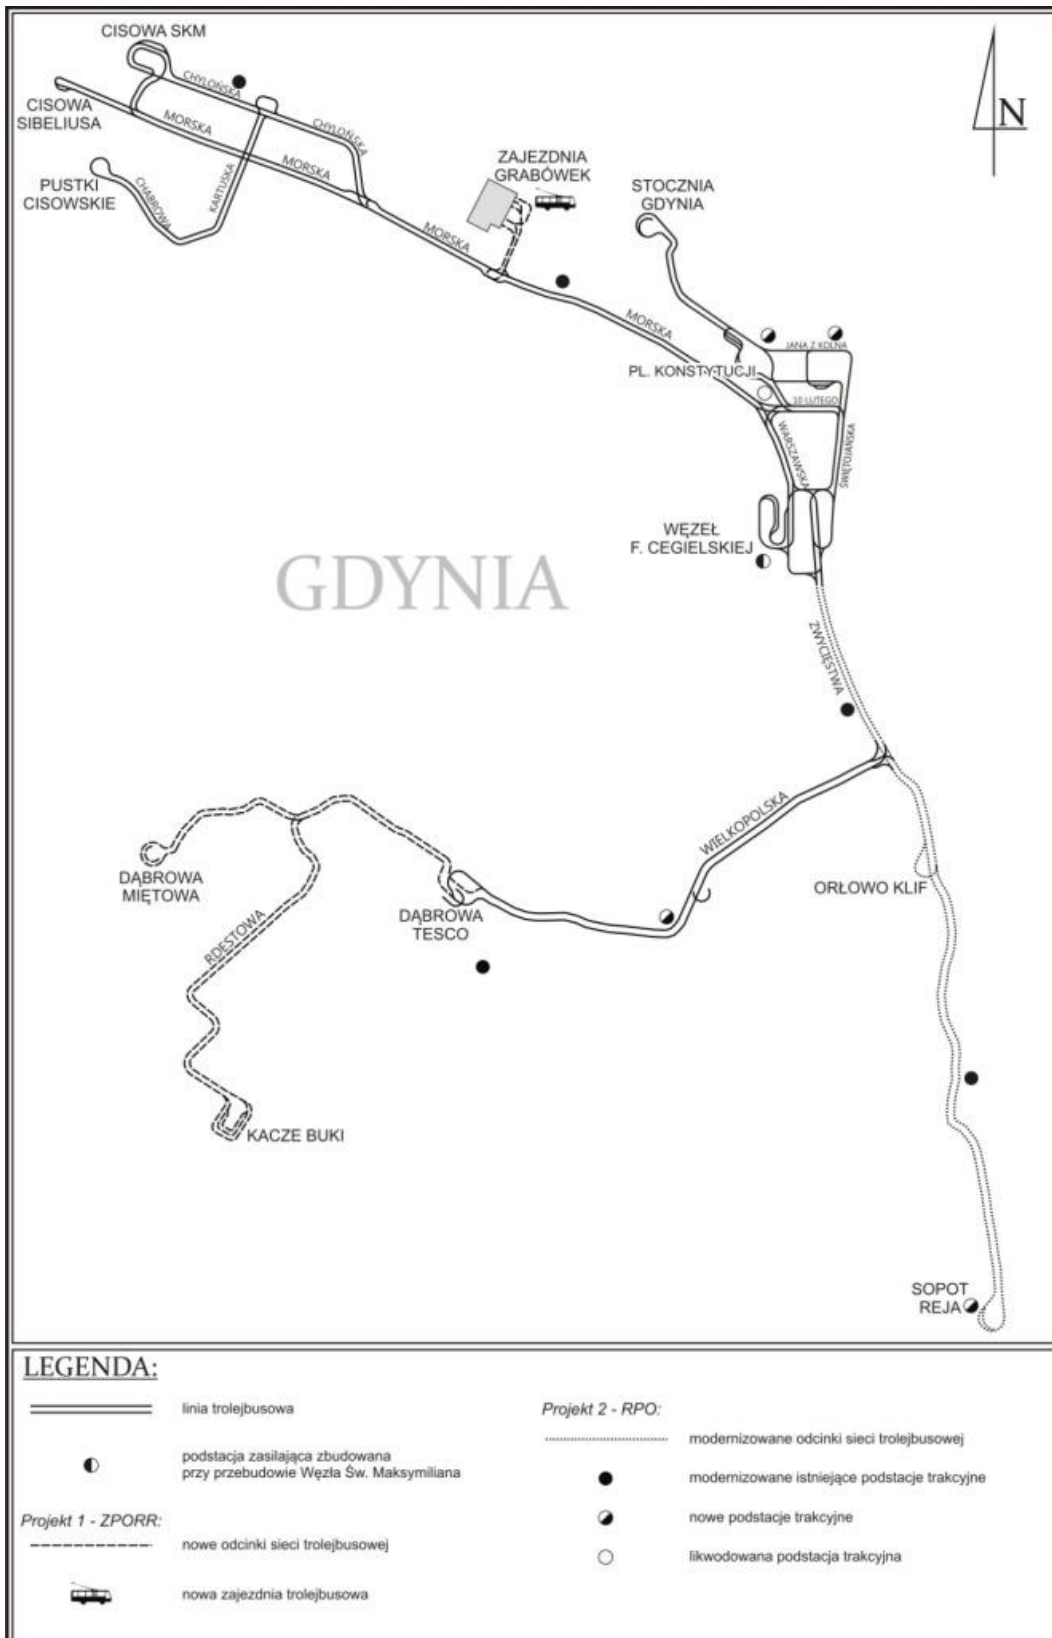 CISOWA SKM
CHYLOŃSKA
CISOWA
SIBELIUSA
MORSKA
CHYLOŃSKA
MORSKA
PUSTKI
CISOWSKIE
CHABROWA
KARTUSKA
ZAJEZDNIA
GRABÓWEK
STOCZNIA
GDYNIA
N
MORSKA
MORSKA
JANA Z KOLNA
PL. KONSTYTUCJI
10 LUTEGO
WARSZAWSKA
ŚWIĘTOJAŃSKA
WĘZEŁ
F. CEGIELSKIEJ
GDYNIA
ZWYCIĘSTWA
WIELKOPOLSKA
DĄBROWA
MIĘTOWA
ORŁOWO KLIF
DĄBROWA
TESCO
RDESTOWA
KACZE BUKI
SOPOT
REJA
LEGENDA:
linia trolejbusowa
podstacja zasilająca zbudowana
przy przebudowie Węzła Św. Maksymiliana
Projekt 1 - ZPORR:
nowe odcinki sieci trolejbusowej
nowa zajezdnia trolejbusowa
Projekt 2 - RPO:
modernizowane odcinki sieci trolejbusowej
modernizowane istniejące podstacje trakcyjne
nowe podstacje trakcyjne
likwodowana podstacja trakcyjna